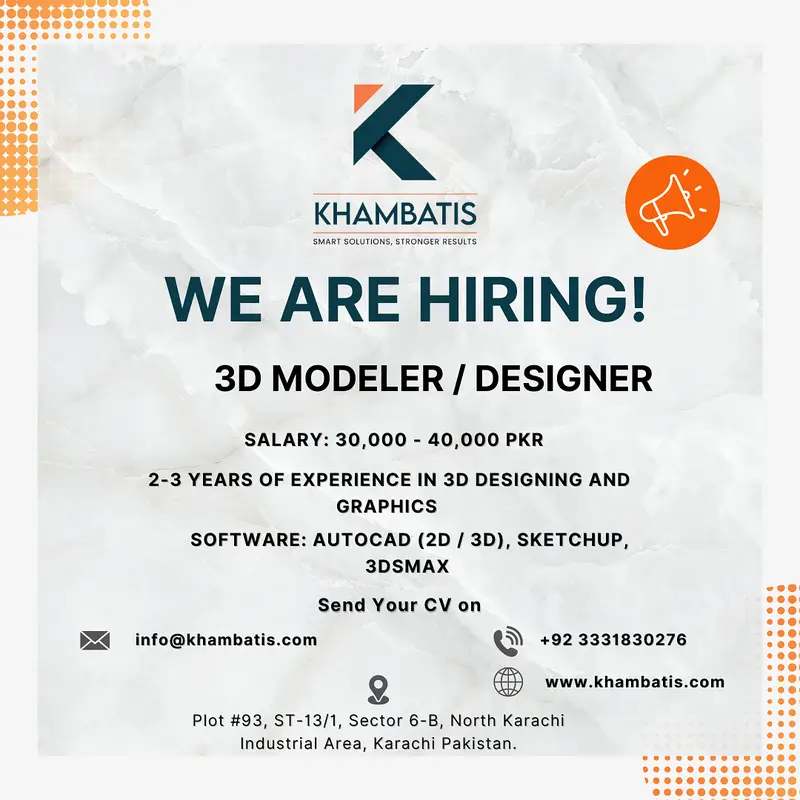 KHAMBATIS
SMART SOLUTIONS, STRONGER RESULTS
WE ARE HIRING!
3D MODELER / DESIGNER
SALARY: 30,000 - 40,000 PKR
2-3 YEARS OF EXPERIENCE IN 3D DESIGNING AND
GRAPHICS
SOFTWARE: AUTOCAD (2D / 3D), SKETCHUP,
3DSMAX
Send Your CV on
info@khambatis.com
+92 3331830276
www.khambatis.com
Plot #93, ST-13/1, Sector 6-B, North Karachi
Industrial Area, Karachi Pakistan.